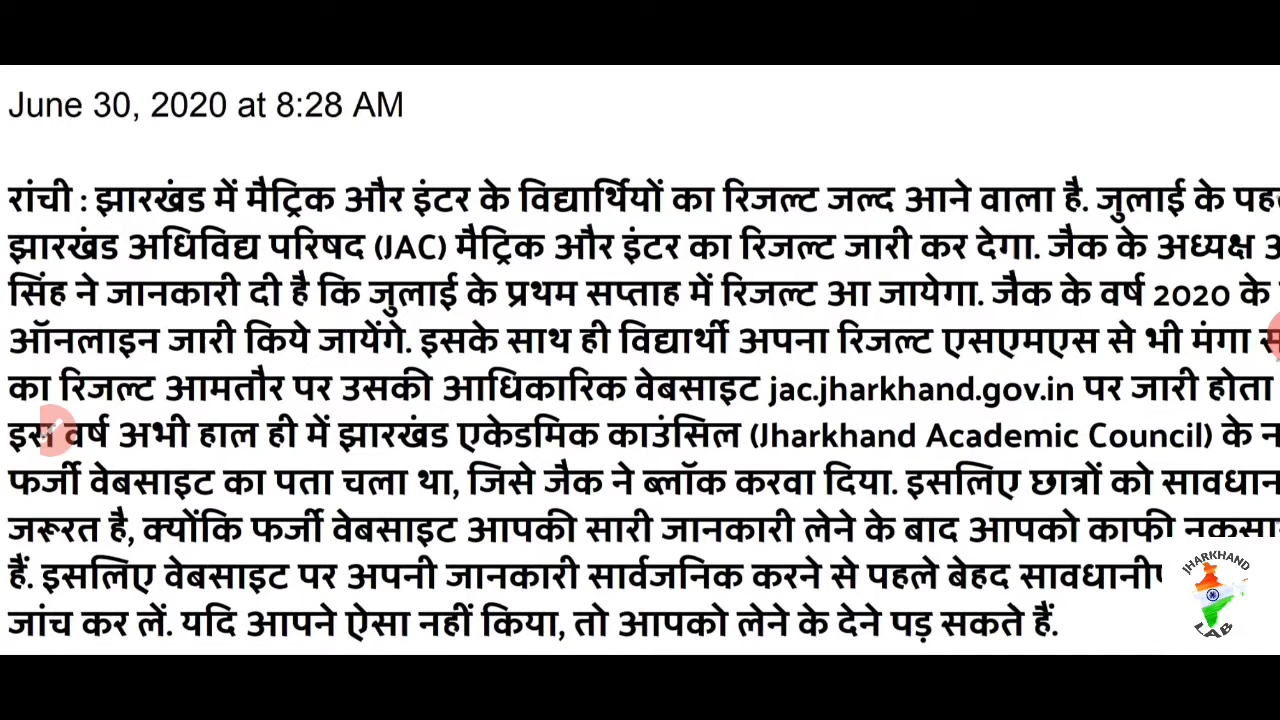 June 30, 2020 at 8:28 AM
रांची : झारखंड में मैट्रिक और इंटर के विद्यार्थियों का रिजल्ट जल्द आने वाला है. जुलाई के
झारखंड अधिविद्य परिषद (JAC) मैट्रिक और इंटर का रिजल्ट जारी कर देगा. जैक के अध्यक्ष
सिंह ने जानकारी दी है कि जुलाई के प्रथम सप्ताह में रिजल्ट आ जायेगा. जैक के वर्ष 2020 के
ऑनलाइन जारी किये जायेंगे. इसके साथ ही विद्यार्थी अपना रिजल्ट एसएमएस से भी मंगा
का रिजल्ट आमतौर पर उसकी आधिकारिक वेबसाइट jac.jharkhand.gov.in पर जारी होता
इस वर्ष अभी हाल ही में झारखंड एकेडमिक काउंसिल (Jharkhand Academic Council) के
फर्जी वेबसाइट का पता चला था, जिसे जैक ने ब्लॉक करवा दिया. इसलिए छात्रों को
जरूरत है, क्योंकि फर्जी वेबसाइट आपकी सारी जानकारी लेने के बाद आपको काफी
हैं. इसलिए वेबसाइट पर अपनी जानकारी सार्वजनिक करने से पहले बेहद
जांच कर लें. यदि आपने ऐसा नहीं किया, तो आपको लेने के देने पड़ सकते हैं.
JHARKHAND
LAB